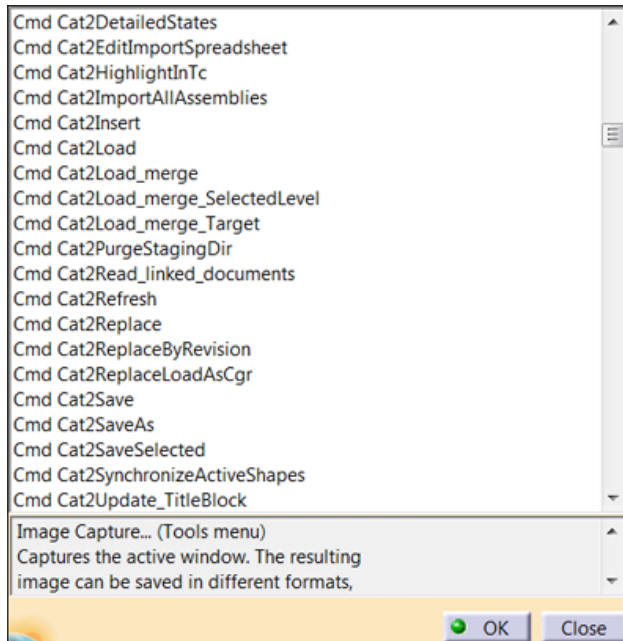 Cmd Cat2DetailedStates
Cmd Cat2EditImportSpreadsheet
Cmd Cat2HighlightInTc
Cmd Cat2ImportAllAssemblies
Cmd Cat2Insert
Cmd Cat2Load
Cmd Cat2Load_merge
Cmd Cat2Load_merge_SelectedLevel
Cmd Cat2Load_merge_Target
Cmd Cat2PurgeStagingDir
Cmd Cat2Read_linked_documents
Cmd Cat2Refresh
Cmd Cat2Replace
Cmd Cat2ReplaceByRevision
Cmd Cat2ReplaceLoadAsCgr
Cmd Cat2Save
Cmd Cat2SaveAs
Cmd Cat2SaveSelected
Cmd Cat2SynchronizeActiveShapes
Cmd Cat2Update_TitleBlock
Image Capture... (Tools menu)
Captures the active window. The resulting
image can be saved in different formats,
OK Close